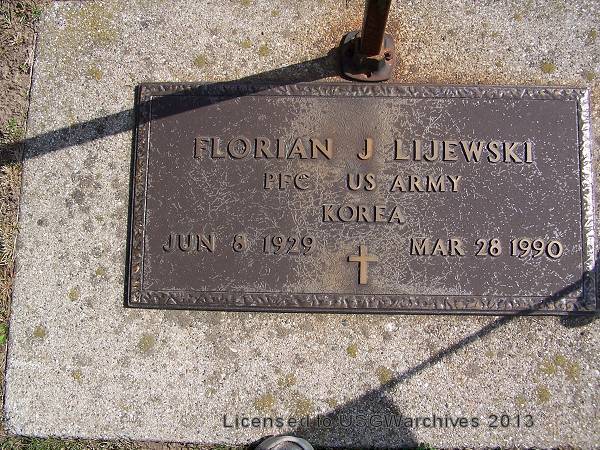 FLORIAN J LIJEWSKI
PFC US ARMY
KOREA
JUN 8 1929 MAR 28 1990
Licensed to USGWarchives 2013